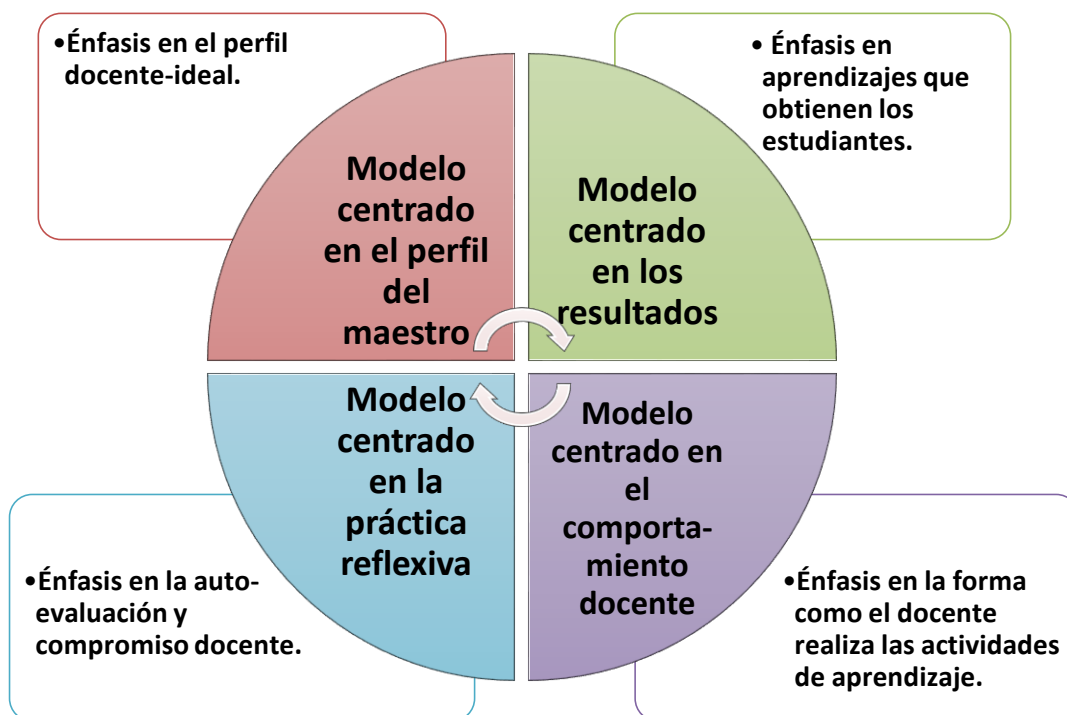 •Énfasis en el perfil
docente-ideal.
• Énfasis en
aprendizajes que
obtienen los
estudiantes.
Modelo
centrado
en el perfil
del
maestro
Modelo
centrado
en los
resultados
Modelo
centrado
en la
práctica
reflexiva
Modelo
centrado en
el
comporta-
miento
docente
•Énfasis en la auto-
evaluación y
compromiso docente.
•Énfasis en la forma
como el docente
realiza las actividades
de aprendizaje.